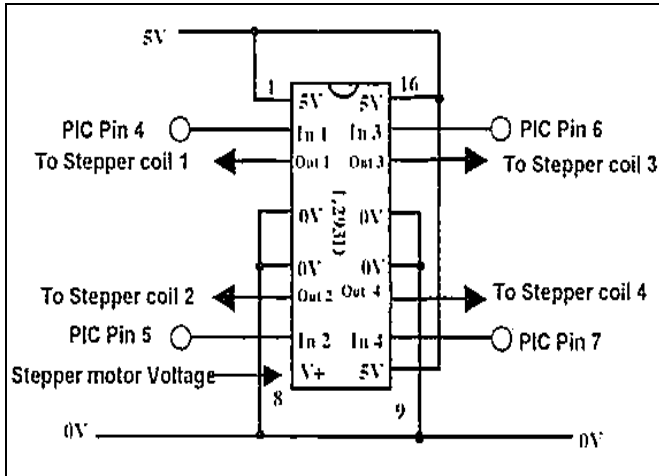 5V
1 16
5V 5V
PIC Pin 4 In 1 In 3 PIC Pin 6
To Stepper coil 1 Out 1 Out 3 To Stepper coil 3
L293D
0V 0V
0V 0V
To Stepper coil 2 Out 2 Out 4 To Stepper coil 4
PIC Pin 5 In 2 In 4 PIC Pin 7
Stepper motor Voltage V+ 5V
8 9
0V 0V